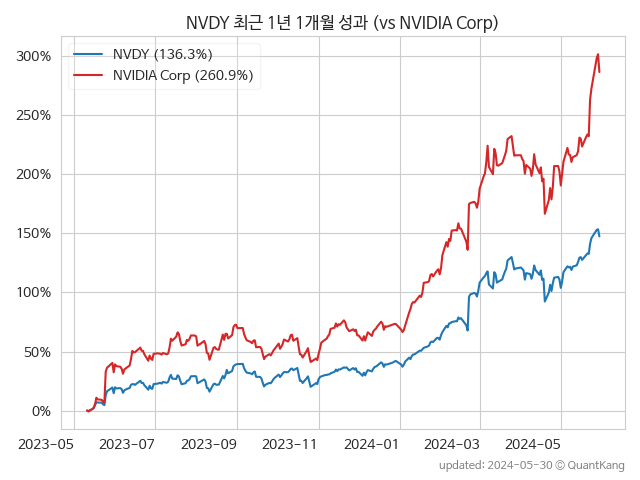 NVDY 최근 1년 1개월 성과 (vs NVIDIA Corp)
NVDY (136.3%)
NVIDIA Corp (260.9%)
300%
250%
200%
150%
100%
50%
0%
2023-05 2023-07 2023-09 2023-11 2024-01 2024-03 2024-05
updated: 2024-05-30 © QuantKang